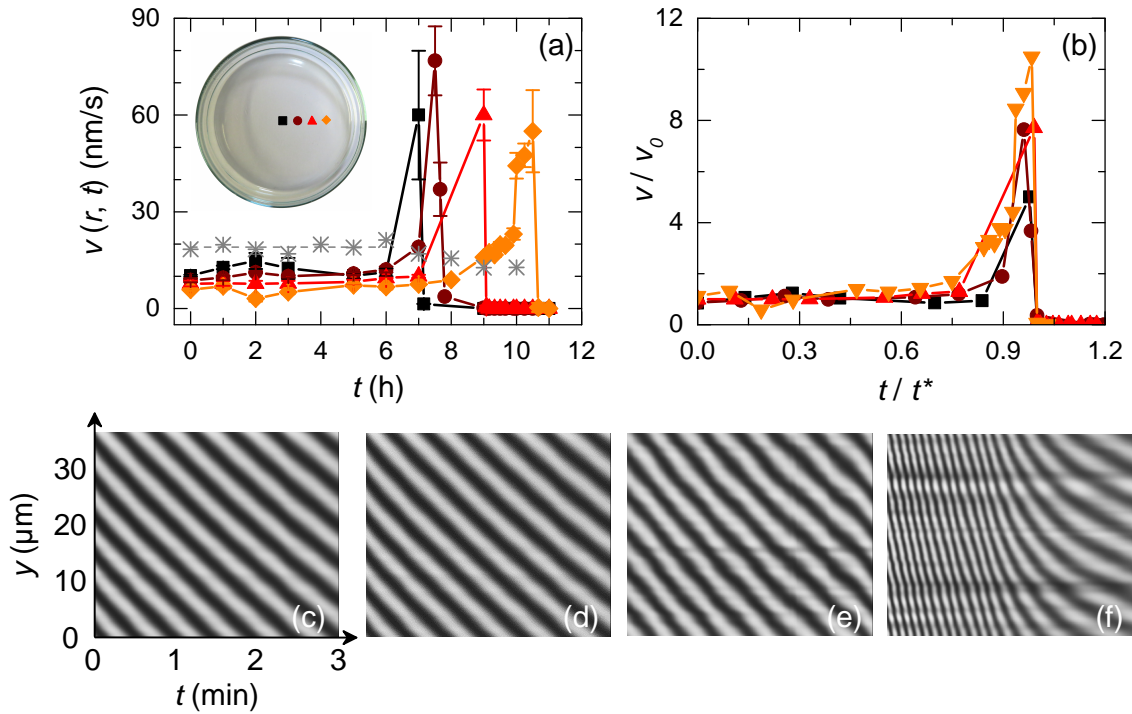 (a)
v (r, t) (nm/s)
90
60
30
0
0 2 4 6 8 10 12
t (h)
(b)
v / v0
12
8
4
0
0.0 0.3 0.6 0.9 1.2
t / t*
y (µm)
30
20
10
0
0 1 2 3
t (min)
(c)
(d)
(e)
(f)